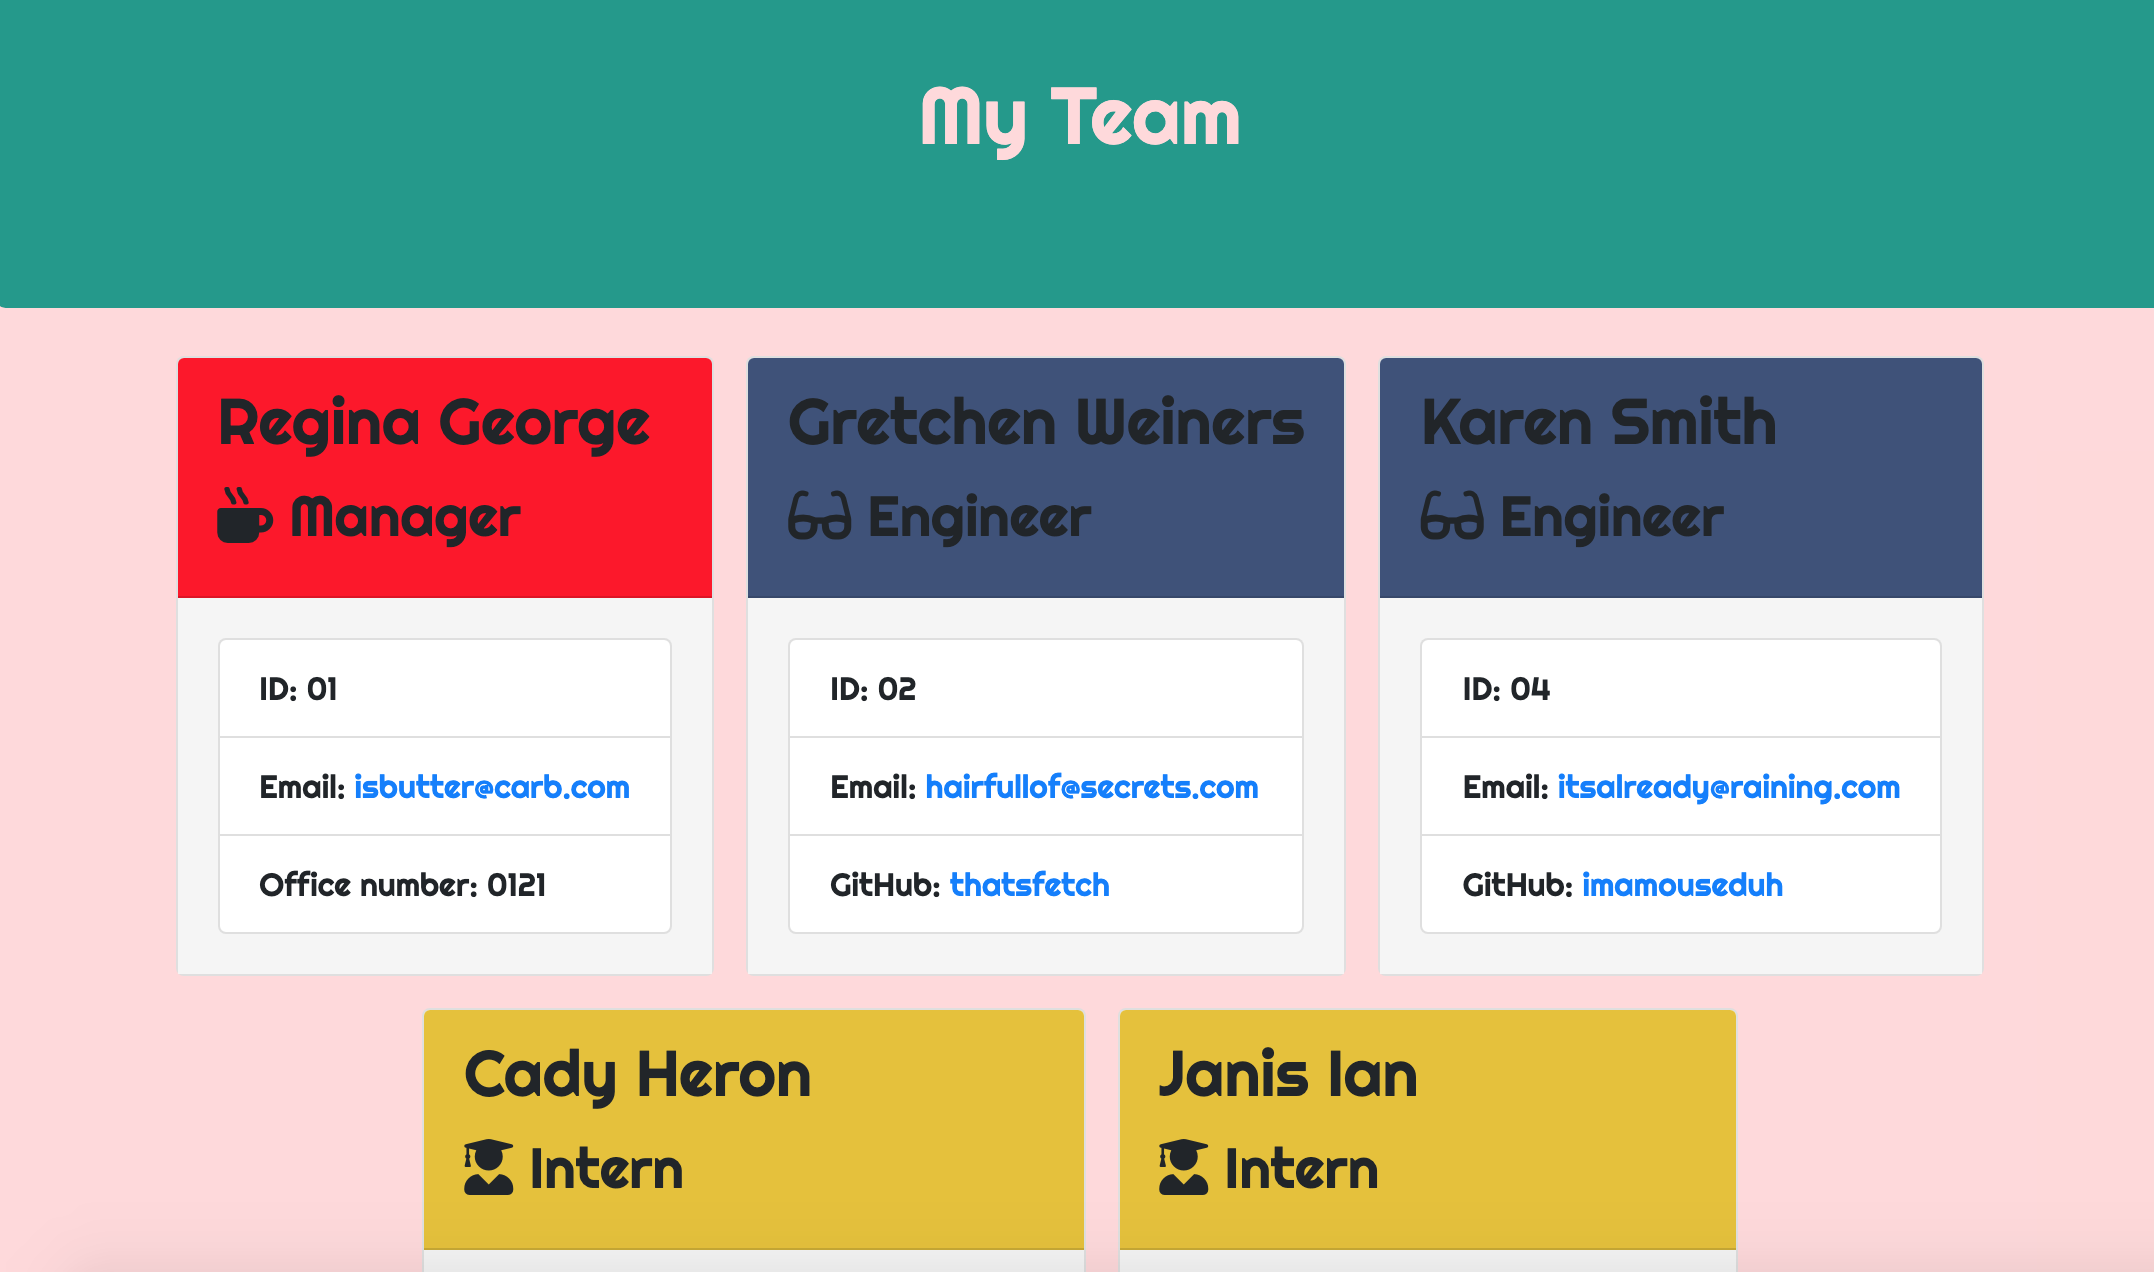 My Team
Regina George
Manager
ID: 01
Email: isbutter@carb.com
Office number: 0121
Gretchen Weiners
Engineer
ID: 02
Email: hairfullof@secrets.com
GitHub: thatsfetch
Karen Smith
Engineer
ID: 04
Email: itsalready@raining.com
GitHub: imamouseduh
Cady Heron
Intern
Janis Ian
Intern